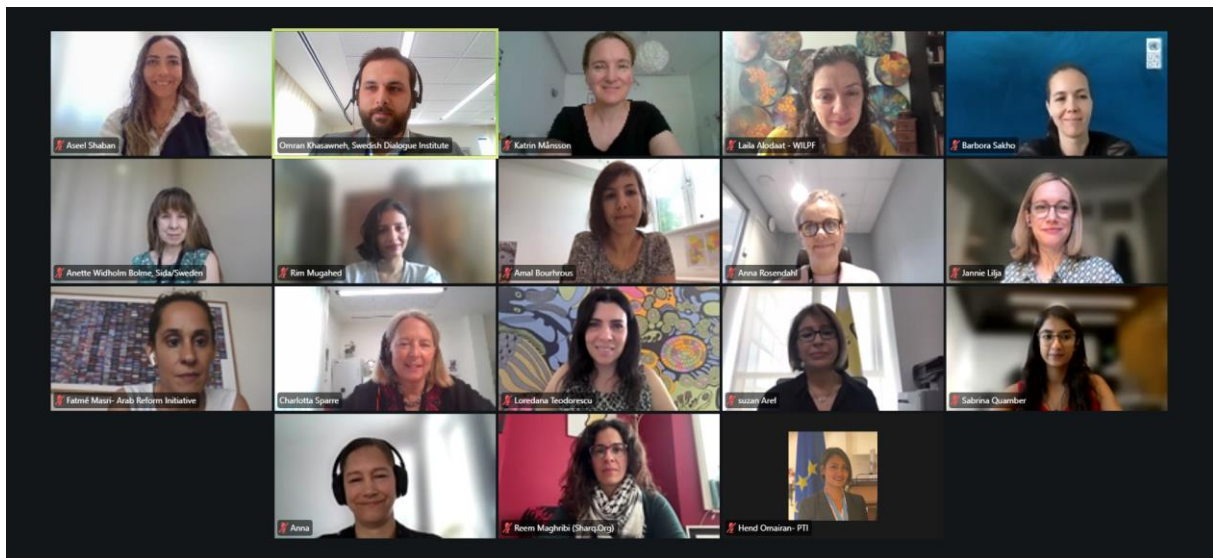 Aseel Shaban
Omran Khasawneh, Swedish Dialogue Institute
Katrin Månsson
Laila Alodaat - WILPF
Barbora Sakho
Anette Widholm Bolme, Sida/Sweden
Rim Mugahed
Amal Bourhrous
Anna Rosendahl
Jannie Lilja
Fatmé Masri- Arab Reform Initiative
Charlotta Sparre
Loredana Teodorescu
suzan Aref
Sabrina Quamber
Anna
Reem Maghribi (Sharq.Org)
Hend Omairan- PTI